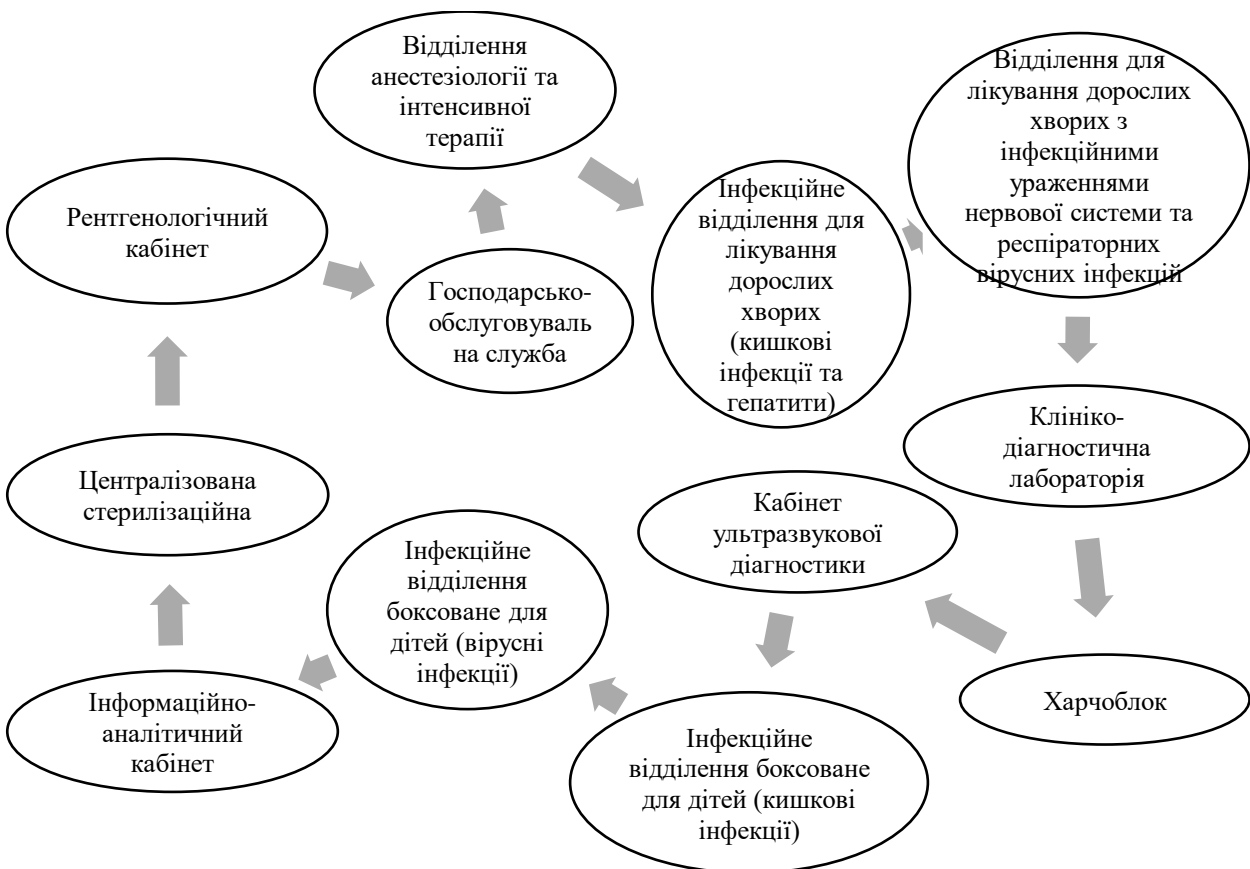 Відділення
анестезіології та
інтенсивної
терапії
Відділення для
лікування дорослих
хворих з
інфекційними
ураженнями
нервової системи та
респіраторних
вірусних інфекцій
Інфекційне
відділення для
лікування
дорослих
хворих
(кишкові
інфекції та
гепатити)
Рентгенологічний
кабінет
Господарсько-
обслуговуваль
на служба
Клініко-
діагностична
лабораторія
Централізована
стерилізаційна
Кабінет
ультразвукової
діагностики
Інфекційне
відділення
боксоване для
дітей (вірусні
інфекції)
Інформаційно-
аналітичний
кабінет
Харчоблок
Інфекційне
відділення боксоване
для дітей (кишкові
інфекції)